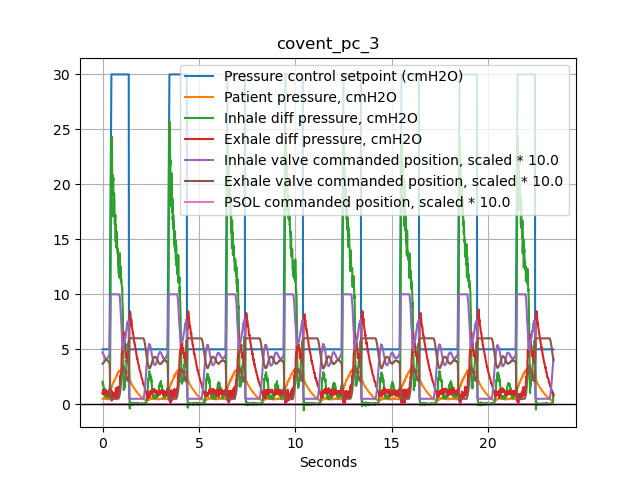 covent_pc_3
30
25
20
15
10
5
0
Pressure control setpoint (cmH2O)
Patient pressure, cmH2O
Inhale diff pressure, cmH2O
Exhale diff pressure, cmH2O
Inhale valve commanded position, scaled * 10.0
Exhale valve commanded position, scaled * 10.0
PSOL commanded position, scaled * 10.0
0 5 10 15 20
Seconds